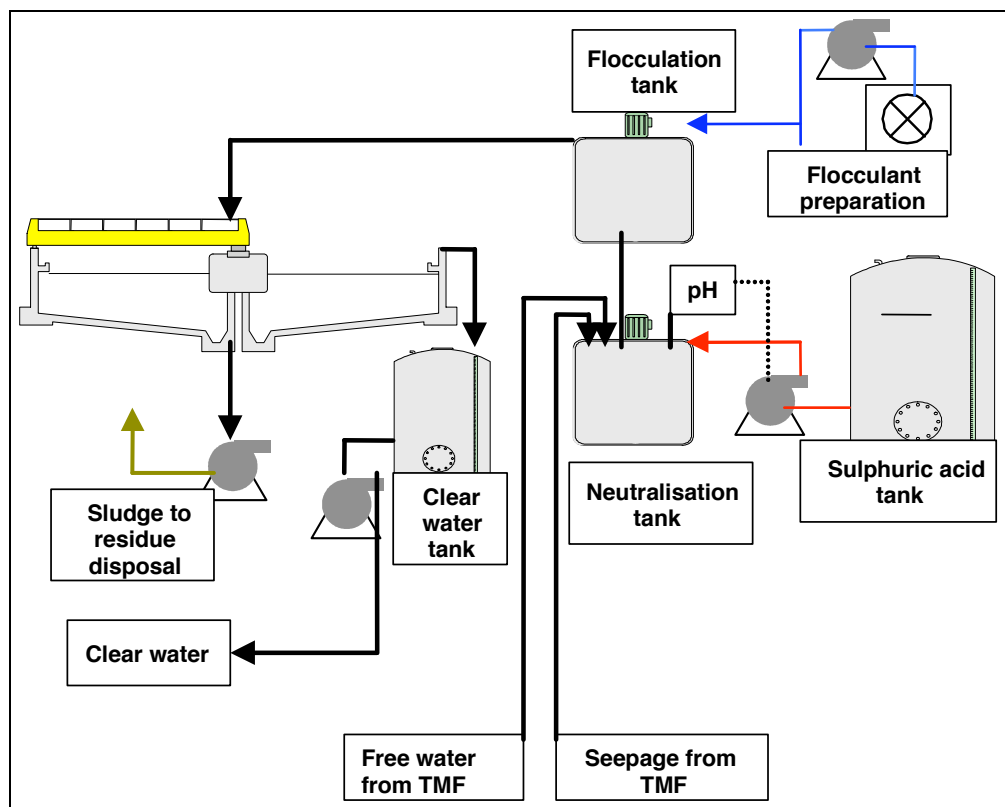 Flocculation
tank
Flocculant
preparation
pH
Sulphuric acid
tank
Neutralisation
tank
Clear
water
tank
Sludge to
residue
disposal
Clear water
Free water
from TMF
Seepage from
TMF